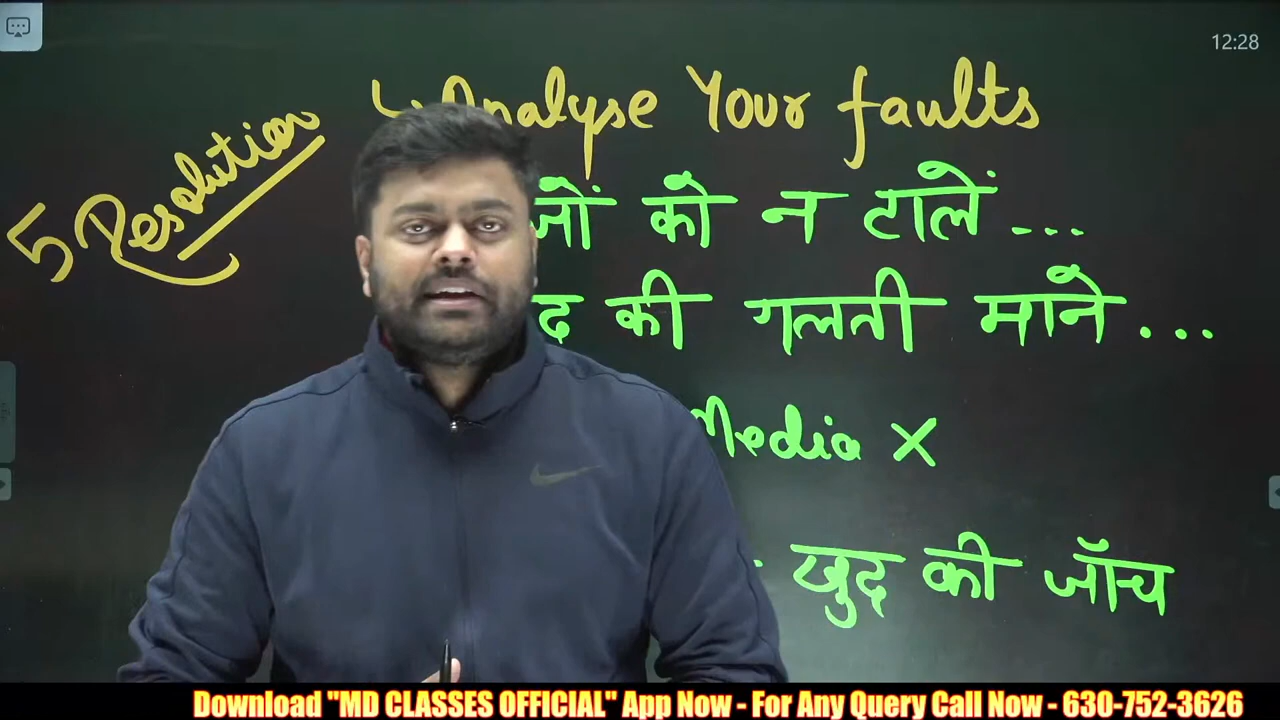 12:28
Analyse Your faults
5 Resolution
को न टालें ...
की गलती माने ...
Media X
खुद की जाँच
Download "MD CLASSES OFFICIAL" App Now - For Any Query Call Now - 630-752-3626